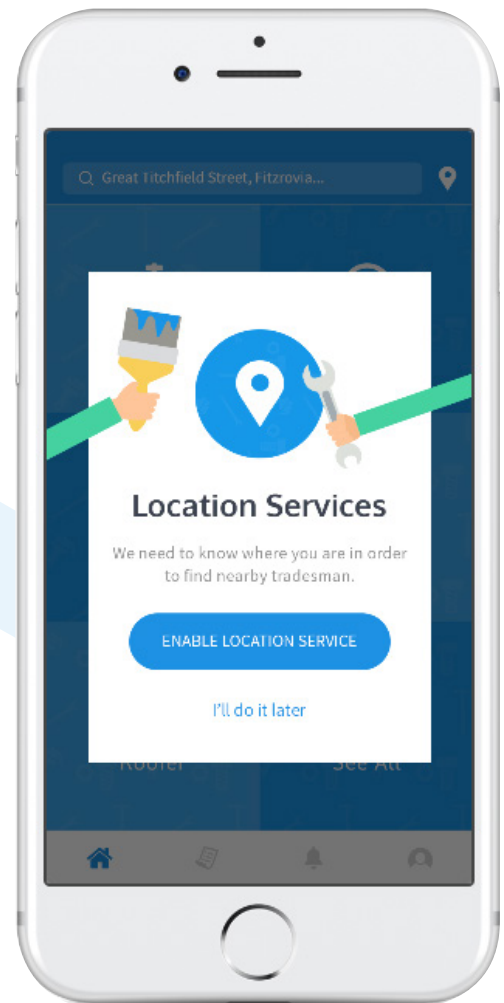 Great Titchfield Street, Fitzrovia...
Location Services
We need to know where you are in order
to find nearby tradesman.
ENABLE LOCATION SERVICE
I'll do it later
Roofer
See All